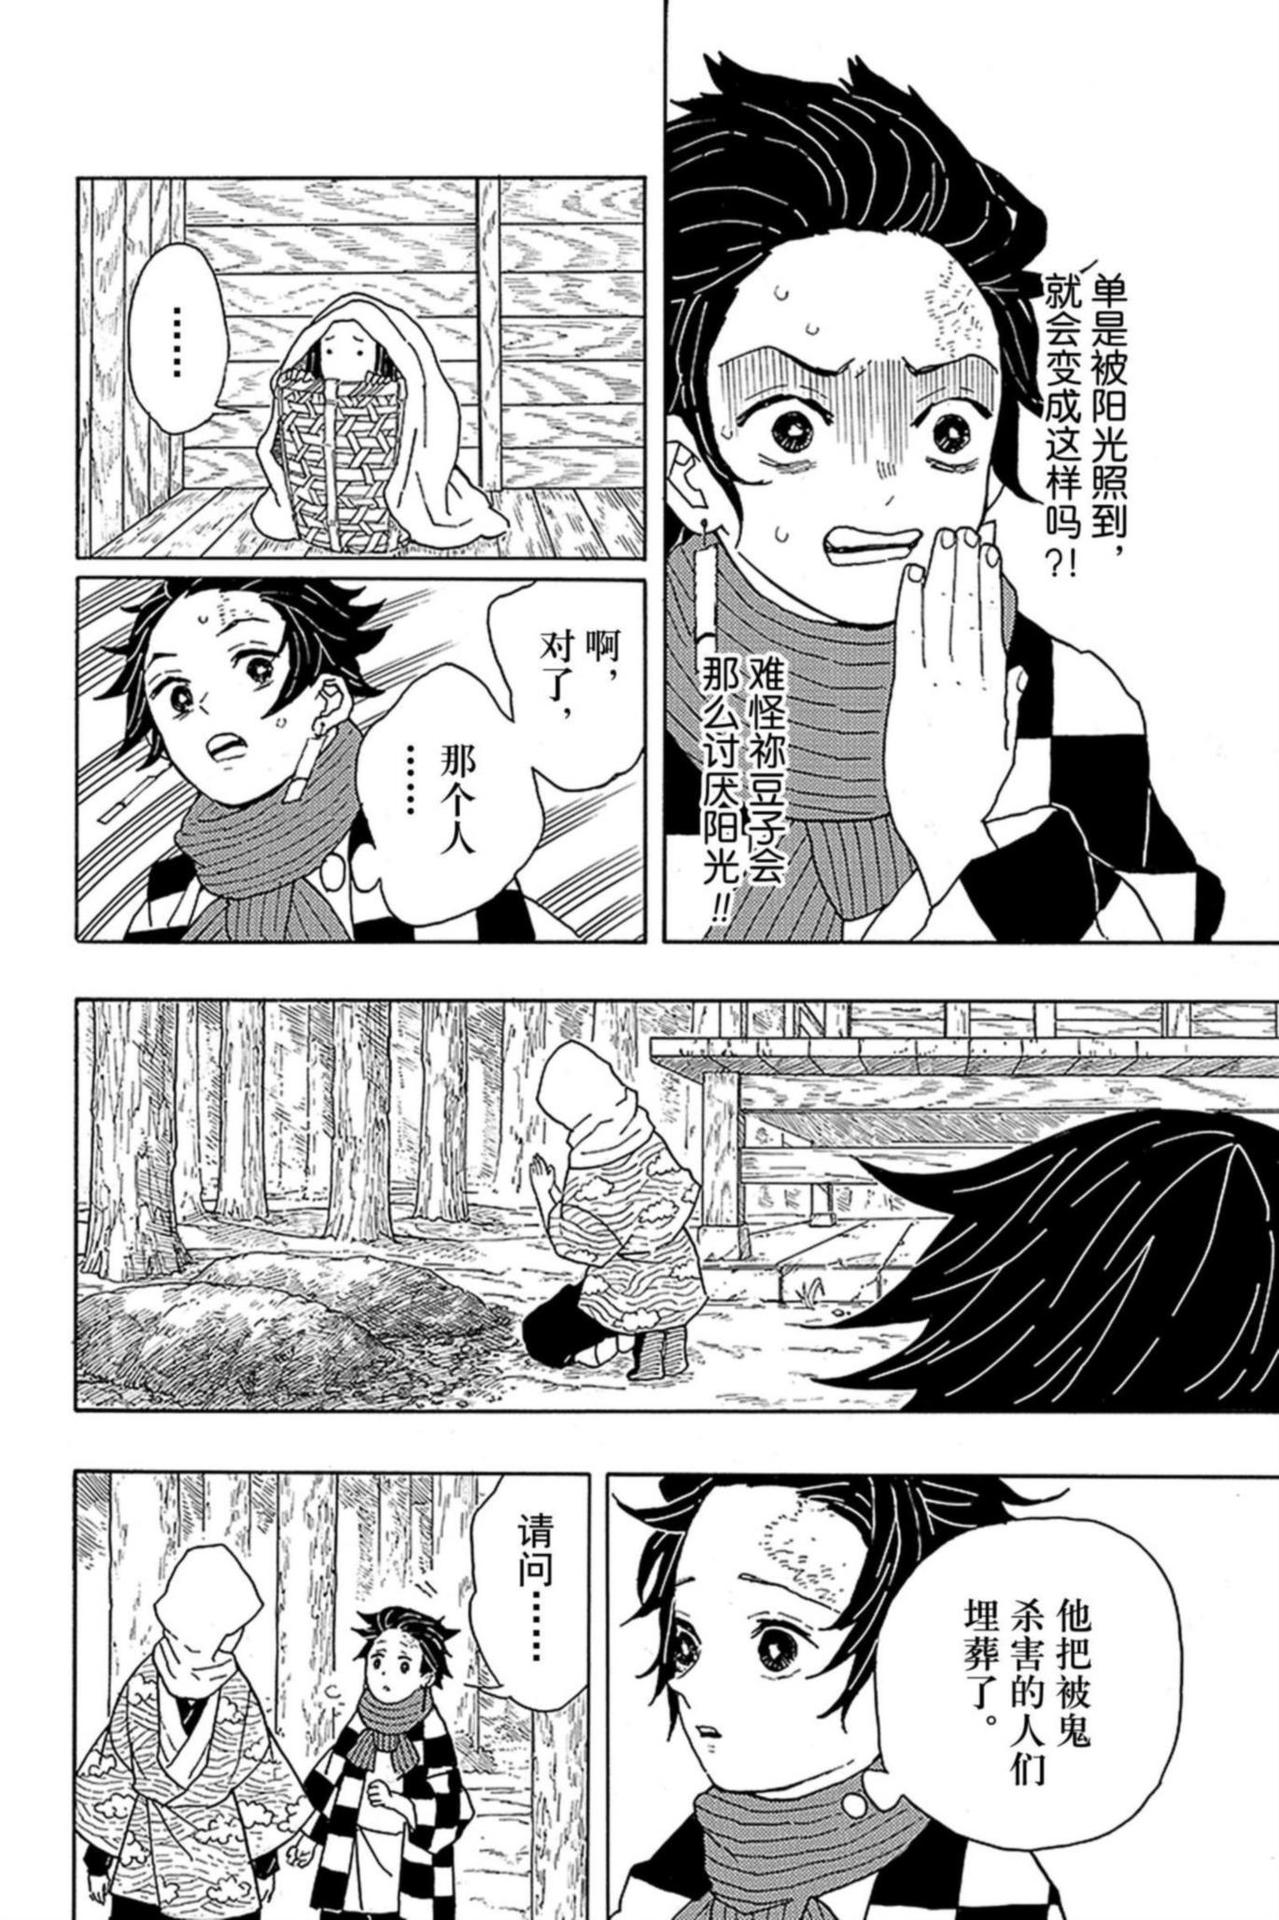 单是被阳光照到，
就会变成这样吗?!
难怪祢豆子会
那么讨厌阳光!!
……
啊，
对了，
那个人
……
他把被鬼
杀害的人们
埋葬了。
请问……